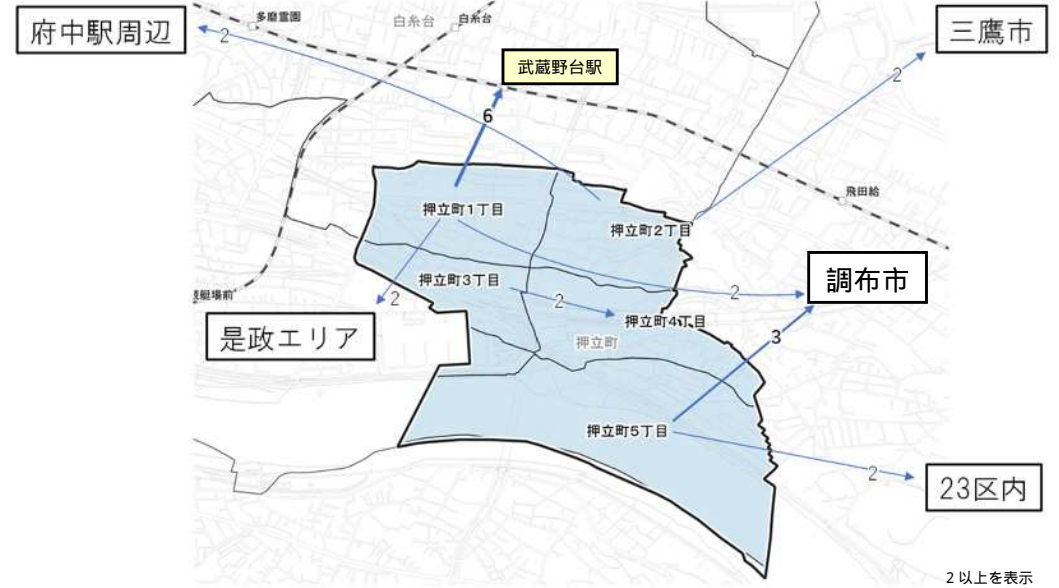 府中駅周辺
多磨霊園
白糸台
白糸台
三鷹市
2
2
武蔵野台駅
6
飛田給
押立町1丁目
押立町2丁目
押立町3丁目
調布市
2
2
2
競艇場前
是政エリア
押立町4丁目
押立町
3
押立町5丁目
2
23区内
2以上を表示